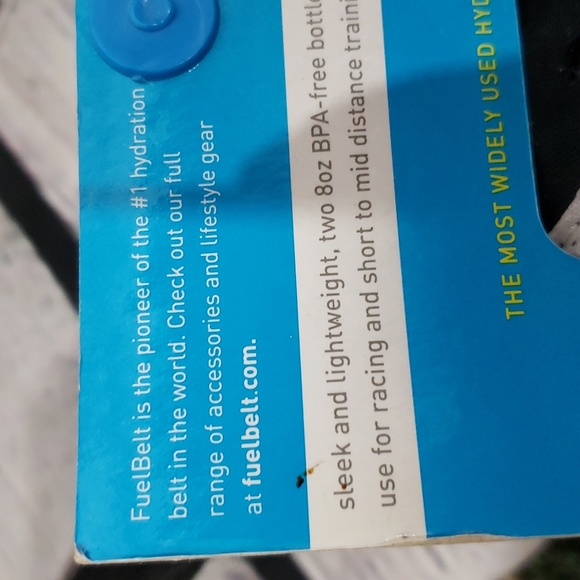 FuelBelt is the pioneer of the #1 hydration
belt in the world. Check out our full
range of accessories and lifestyle gear
at fuelbelt.com.
sleek and lightweight, two 8oz BPA-free
use for racing and short to mid distance
THE MOST WIDELY USED